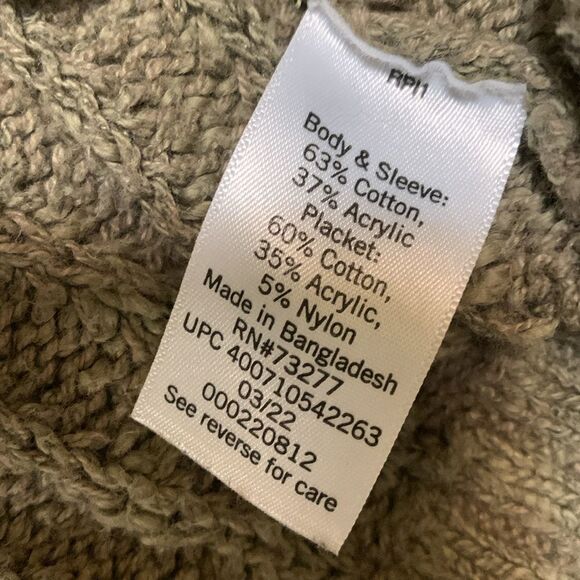 Body & Sleeve:
63% Cotton,
37% Acrylic
Placket:
60% Cotton,
35% Acrylic,
5% Nylon
Made in Bangladesh
RN#73277
UPC 400710542263
03/22
000220812
See reverse for care